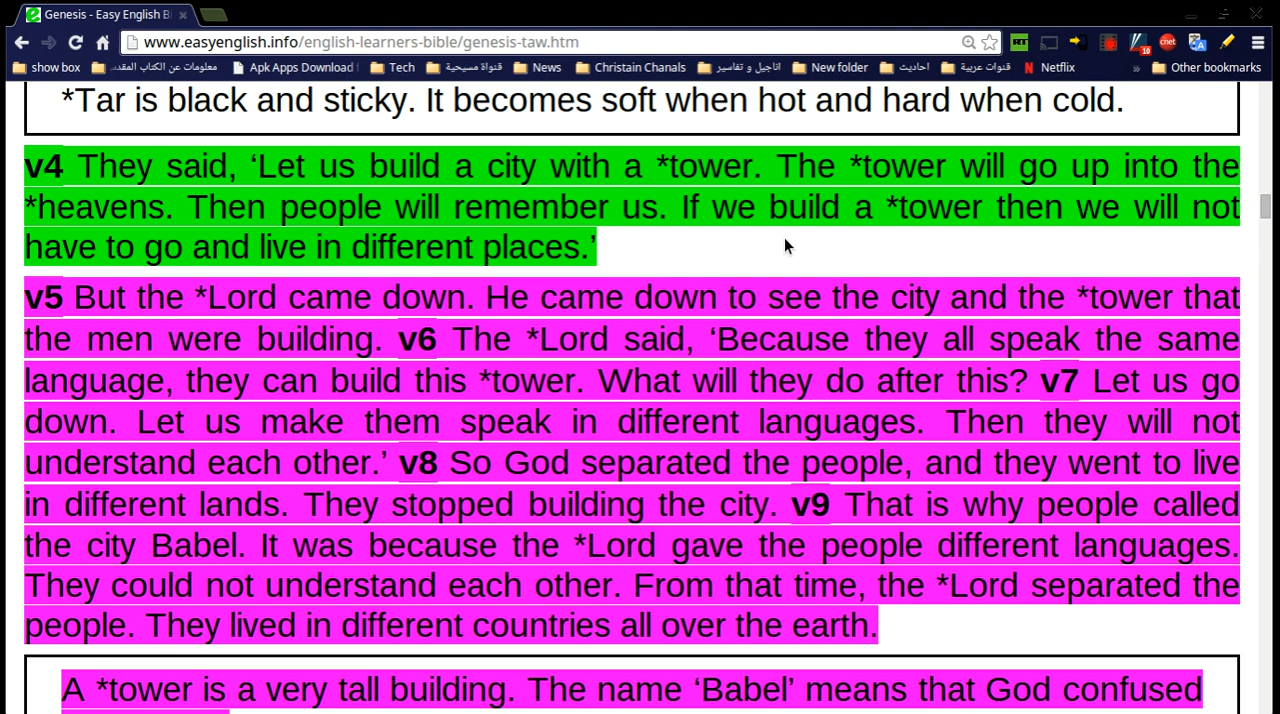 Genesis - Easy English B
www.easyenglish.info/english-learners-bible/genesis-taw.htm
RT 16 cnet
show box معلومات عن الكتاب المقدد Apk Apps Download Tech قنواة مسيحية News Christain Chanals اناجيل و تفاسير New folder احاديث قنوات عربية N Netflix » Other bookmarks
*Tar is black and sticky. It becomes soft when hot and hard when cold.
v4 They said, ‘Let us build a city with a *tower. The *tower will go up into the
*heavens. Then people will remember us. If we build a *tower then we will not
have to go and live in different places.’
v5 But the *Lord came down. He came down to see the city and the *tower that
the men were building. v6 The *Lord said, ‘Because they all speak the same
language, they can build this *tower. What will they do after this? v7 Let us go
down. Let us make them speak in different languages. Then they will not
understand each other.’ v8 So God separated the people, and they went to live
in different lands. They stopped building the city. v9 That is why people called
the city Babel. It was because the *Lord gave the people different languages.
They could not understand each other. From that time, the *Lord separated the
people. They lived in different countries all over the earth.
A *tower is a very tall building. The name ‘Babel’ means that God confused